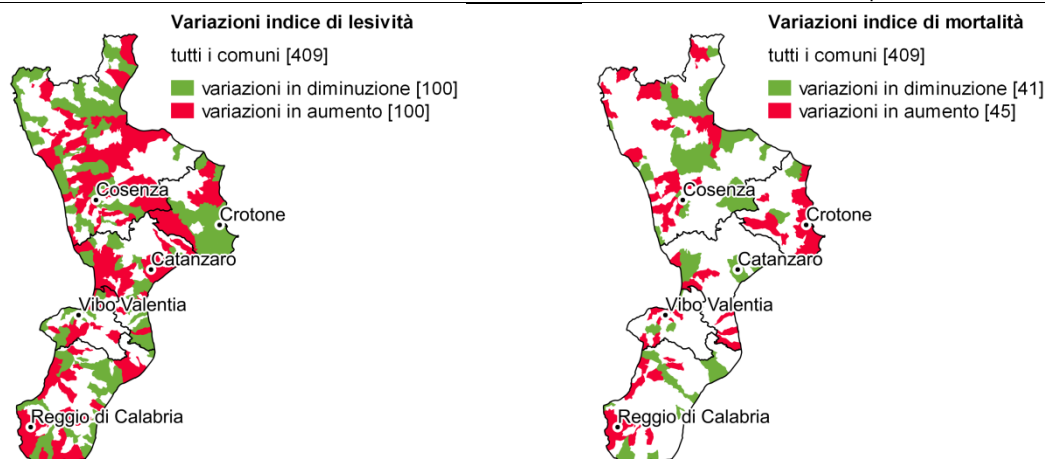 Variazioni indice di lesività
tutti i comuni [409]
variazioni in diminuzione [100]
variazioni in aumento [100]
Cosenza
Crotone
Catanzaro
Vibo Valentia
Reggio di Calabria
Variazioni indice di mortalità
tutti i comuni [409]
variazioni in diminuzione [41]
variazioni in aumento [45]
Cosenza
Crotone
Catanzaro
Vibo Valentia
Reggio di Calabria